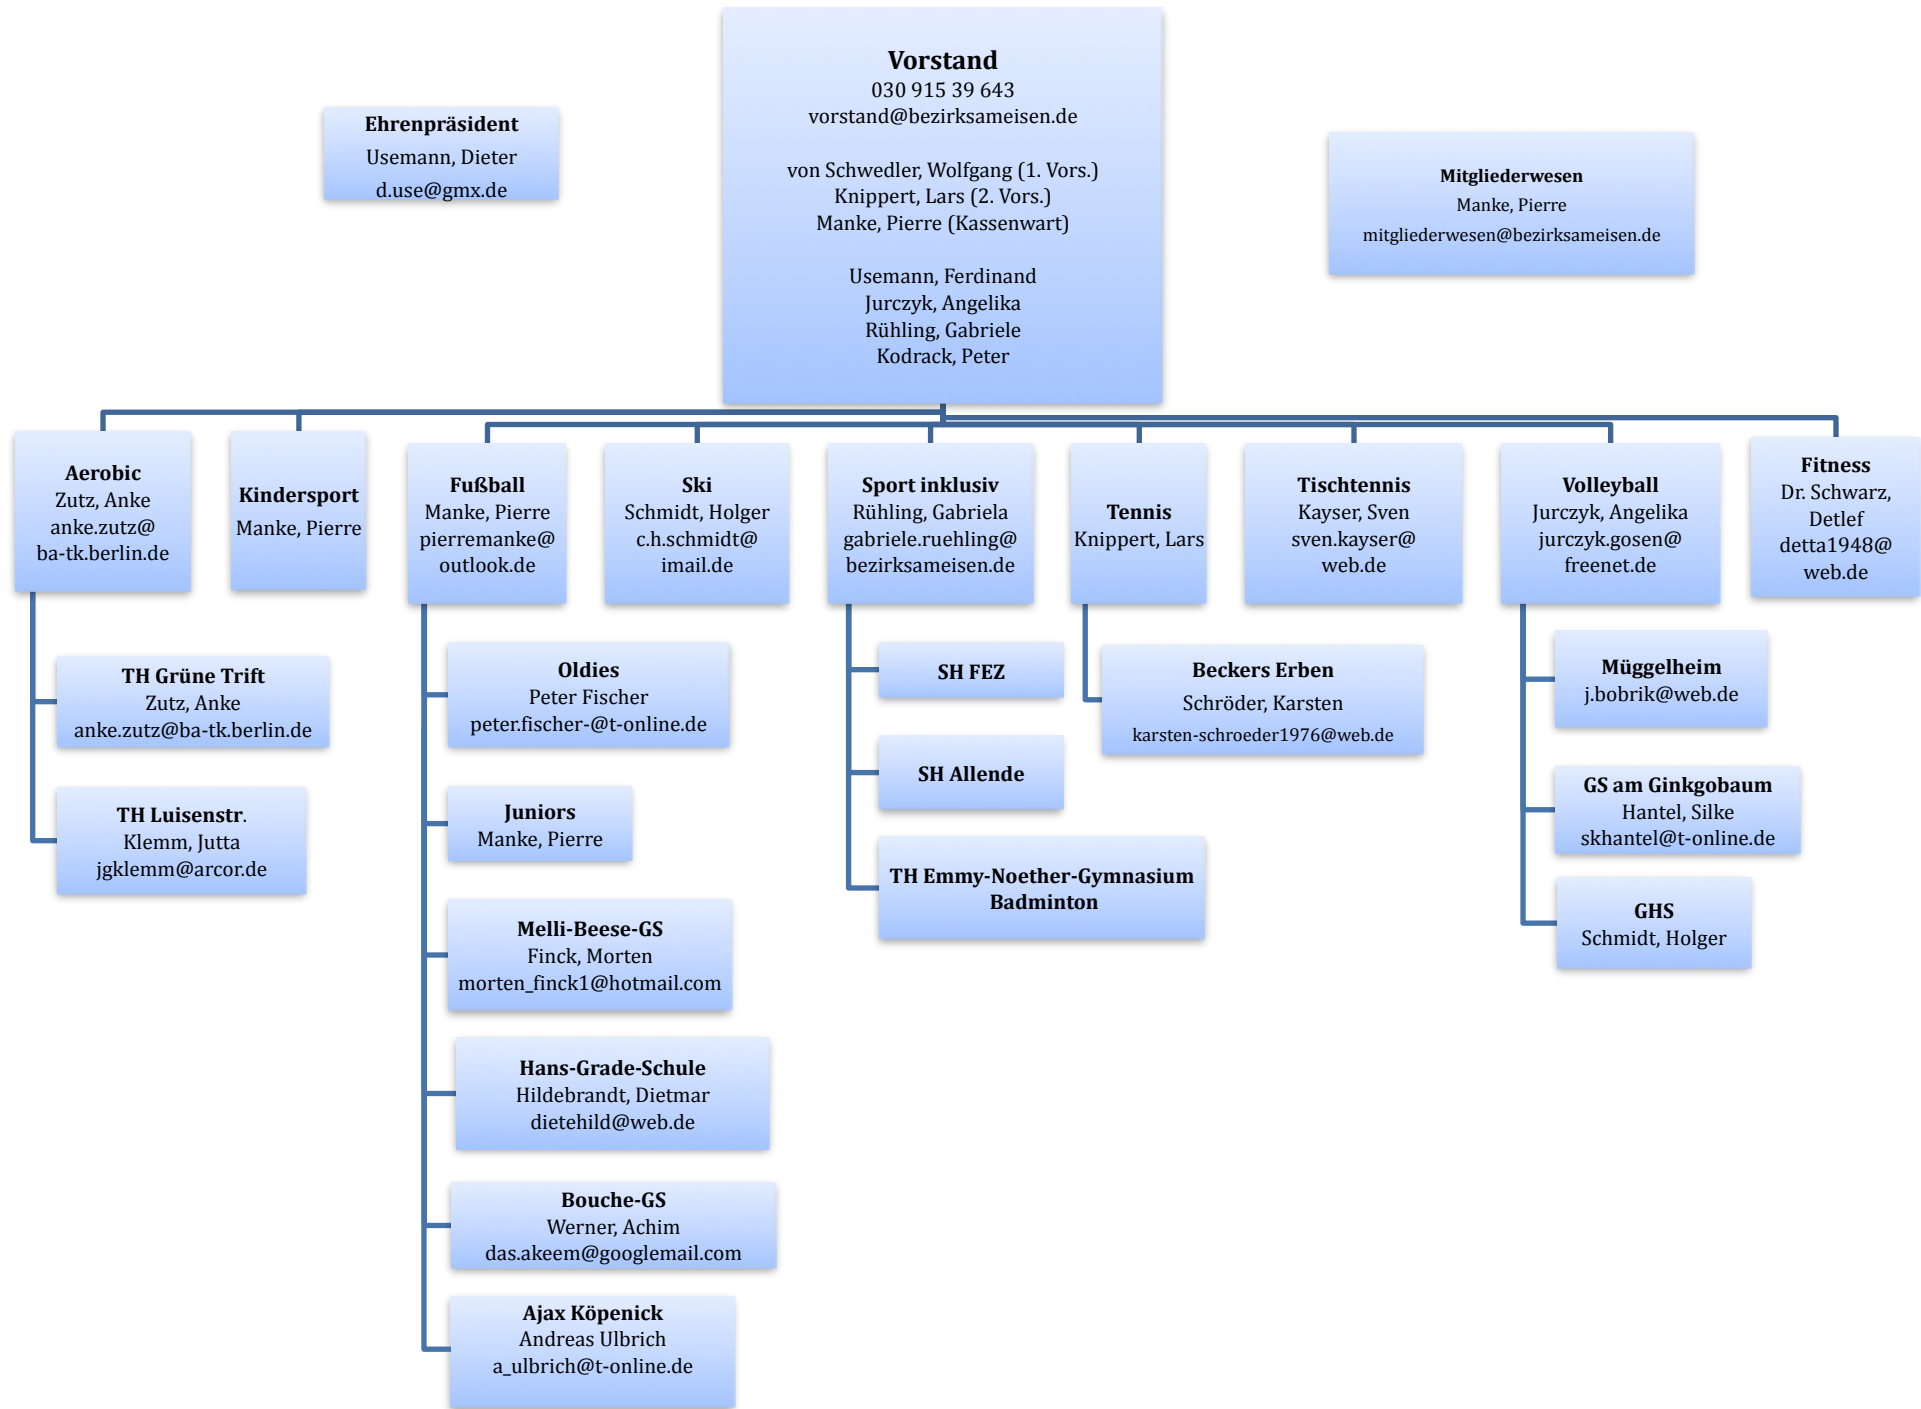 Vorstand
030 915 39 643
vorstand@bezirksameisen.de
von Schwedler, Wolfgang (1. Vors.)
Knippert, Lars (2. Vors.)
Manke, Pierre (Kassenwart)
Usemann, Ferdinand
Jurczyk, Angelika
Rühling, Gabriele
Kodrack, Peter
Ehrenpräsident
Usemann, Dieter
d.use@gmx.de
Mitgliederwesen
Manke, Pierre
mitgliederwesen@bezirksameisen.de
Aerobic
Zutz, Anke
anke.zutz@
ba-tk.berlin.de
Kindersport
Manke, Pierre
Fußball
Manke, Pierre
pierremanke@
outlook.de
Ski
Schmidt, Holger
c.h.schmidt@
imail.de
Sport inklusiv
Rühling, Gabriela
gabriele.ruehling@
bezirksameisen.de
Tennis
Knippert, Lars
Tischtennis
Kayser, Sven
sven.kayser@
web.de
Volleyball
Jurczyk, Angelika
jurczyk.gosen@
freenet.de
Fitness
Dr. Schwarz,
Detlef
detta1948@
web.de
TH Grüne Trift
Zutz, Anke
anke.zutz@ba-tk.berlin.de
TH Luisenstr.
Klemm, Jutta
jgklemm@arcor.de
Oldies
Peter Fischer
peter.fischer-@t-online.de
Juniors
Manke, Pierre
Melli-Beese-GS
Finck, Morten
morten_finck1@hotmail.com
Hans-Grade-Schule
Hildebrandt, Dietmar
dietehild@web.de
Bouche-GS
Werner, Achim
das.akeem@googlemail.com
Ajax Köpenick
Andreas Ulbrich
a_ulbrich@t-online.de
SH FEZ
SH Allende
TH Emmy-Noether-Gymnasium
Badminton
Beckers Erben
Schröder, Karsten
karsten-schroeder1976@web.de
Müggelheim
j.bobrik@web.de
GS am Ginkgobaum
Hantel, Silke
skhantel@t-online.de
GHS
Schmidt, Holger